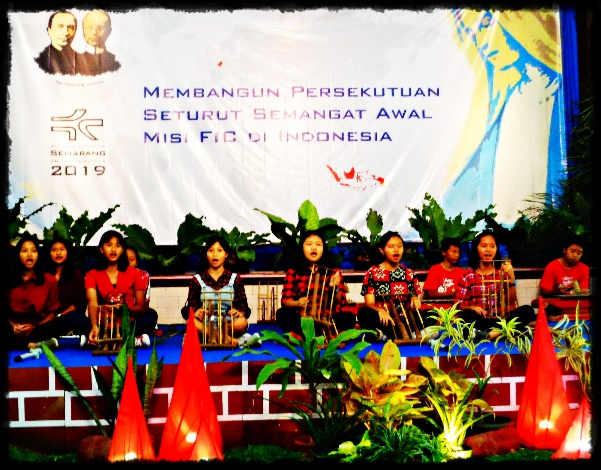 MEMBANGUN PERSEKUTUAN
SETURUT SEMANGAT AWAL
MISI FIC DI INDONESIA
SEMARANG
2019